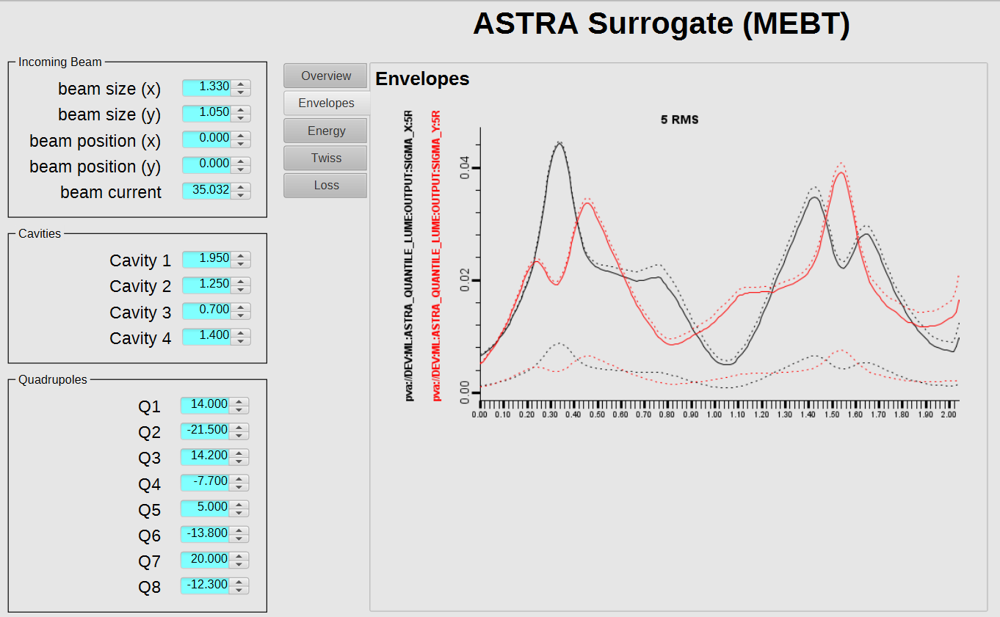 ASTRA Surrogate (MEBT)
Incoming Beam
beam size (x) 1.330
beam size (y) 1.050
beam position (x) 0.000
beam position (y) 0.000
beam current 35.032
Cavities
Cavity 1 1.950
Cavity 2 1.250
Cavity 3 0.700
Cavity 4 1.400
Quadrupoles
Q1 14.000
Q2 -21.500
Q3 14.200
Q4 -7.700
Q5 5.000
Q6 -13.800
Q7 20.000
Q8 -12.300
Overview
Envelopes
Energy
Twiss
Loss
Envelopes
5 RMS
pva://DEV:ML:ASTRA_QUANTILE_LUME:OUTPUT:SIGMA_X:5R
pva://DEV:ML:ASTRA_QUANTILE_LUME:OUTPUT:SIGMA_Y:5R
0.04
0.02
0.00
0.00 0.10 0.20 0.30 0.40 0.50 0.60 0.70 0.80 0.90 1.00 1.10 1.20 1.30 1.40 1.50 1.60 1.70 1.80 1.90 2.00